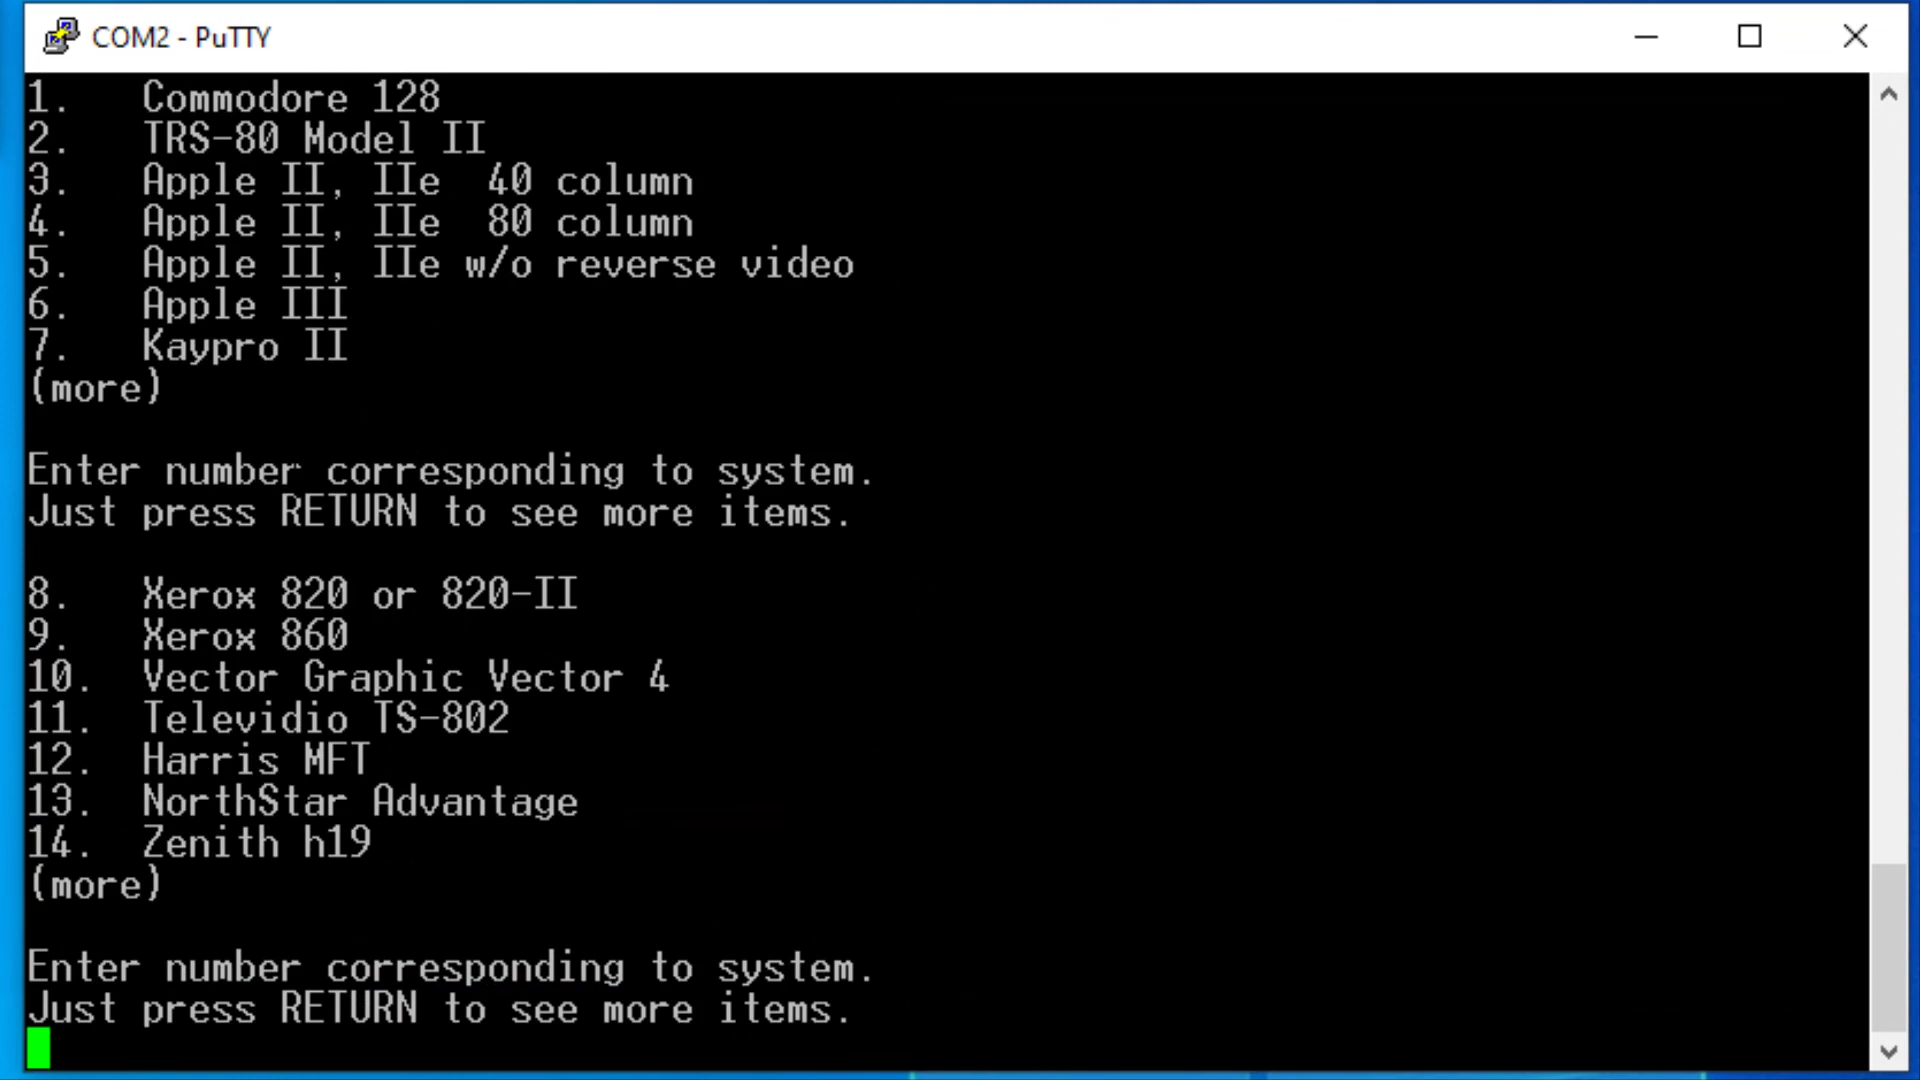 COM2 - PuTTY
1.   Commodore 128
2.   TRS-80 Model II
3.   Apple II, IIe  40 column
4.   Apple II, IIe  80 column
5.   Apple II, IIe w/o reverse video
6.   Apple III
7.   Kaypro II
(more)
Enter number corresponding to system.
Just press RETURN to see more items.
8.   Xerox 820 or 820-II
9.   Xerox 860
10.  Vector Graphic Vector 4
11.  Televidio TS-802
12.  Harris MFT
13.  NorthStar Advantage
14.  Zenith h19
(more)
Enter number corresponding to system.
Just press RETURN to see more items.